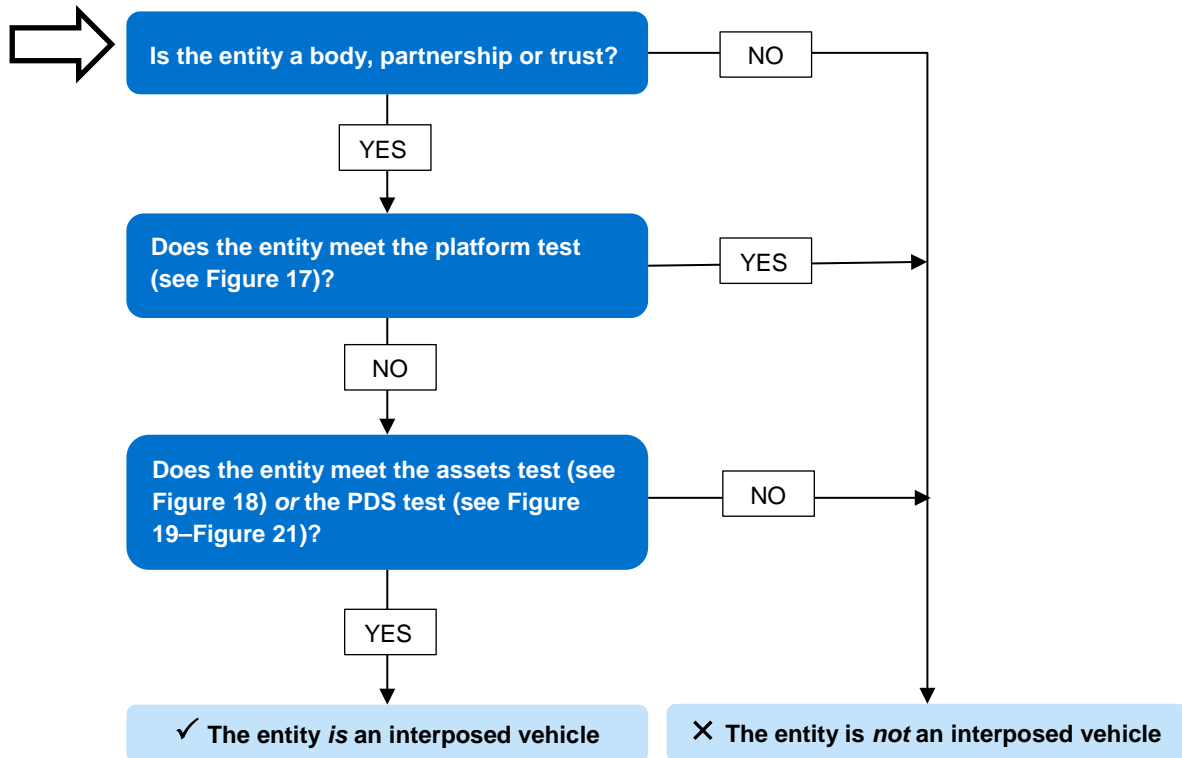 Is the entity a body, partnership or trust?
NO
YES
Does the entity meet the platform test
(see Figure 17)?
YES
NO
Does the entity meet the assets test (see
Figure 18) or the PDS test (see Figure
19–Figure 21)?
NO
YES
✓ The entity is an interposed vehicle
✕ The entity is not an interposed vehicle